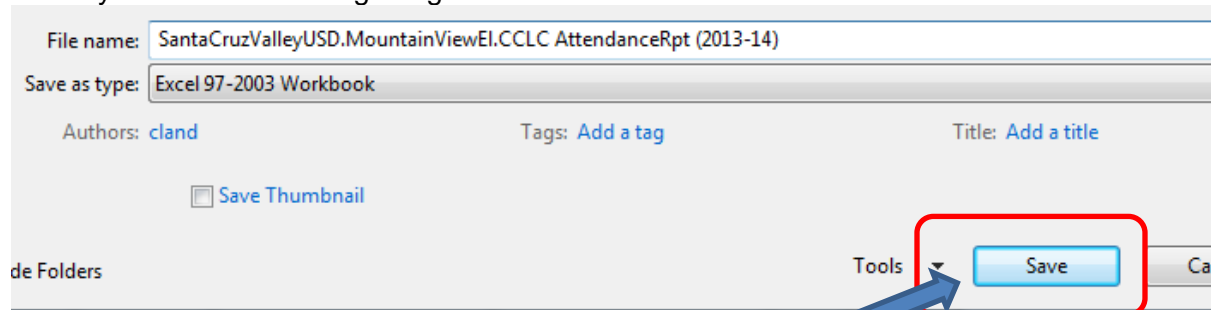 File name: SantaCruzValleyUSD.MountainViewEl.CCLC AttendanceRpt (2013-14)
Save as type: Excel 97-2003 Workbook
Authors: cland Tags: Add a tag Title: Add a title
Save Thumbnail
de Folders Tools Save Ca